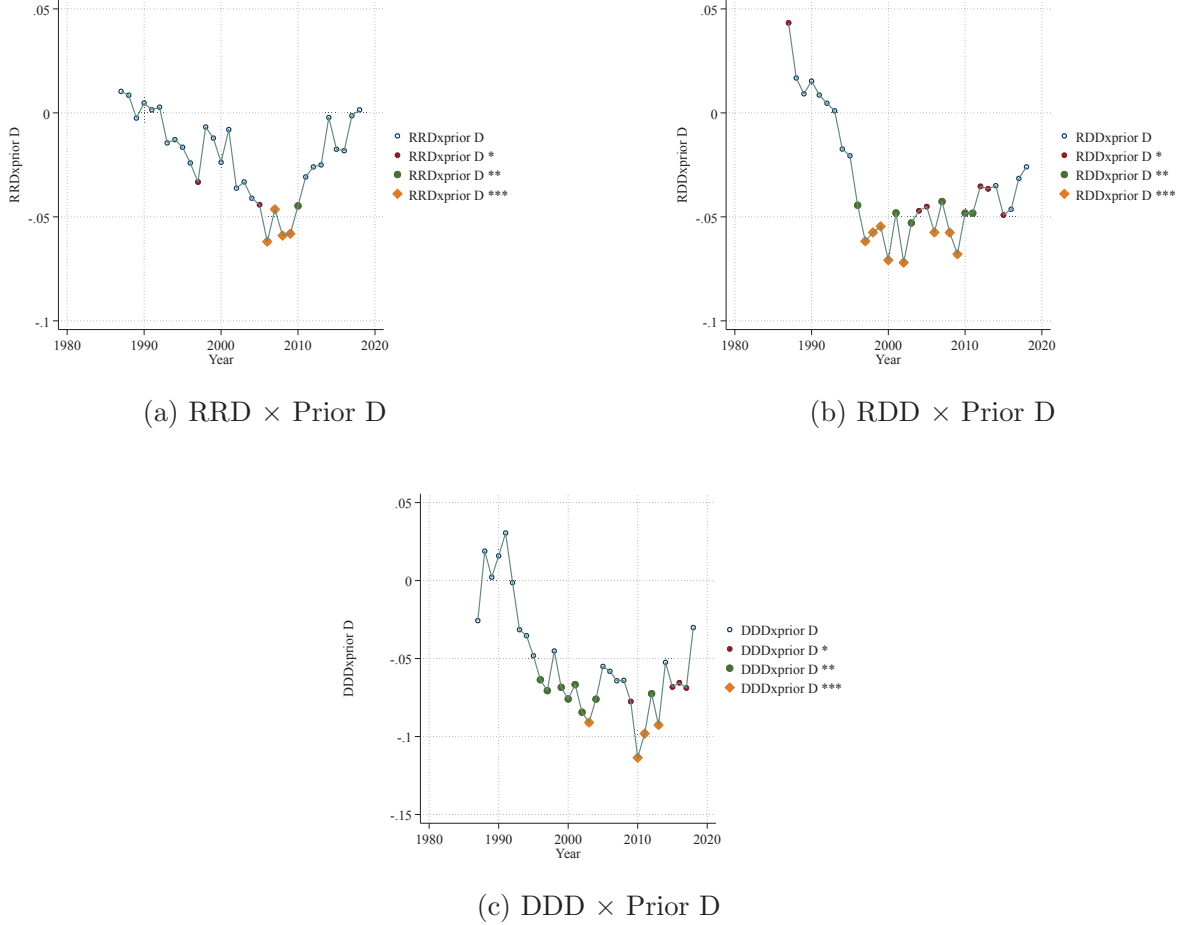 .05
0
-.05
-.1
RRDxprior D
1980 1990 2000 2010 2020
Year
RRDxprior D
RRDxprior D *
RRDxprior D **
RRDxprior D ***
(a) RRD × Prior D
.05
0
-.05
-.1
RDDxprior D
1980 1990 2000 2010 2020
Year
RDDxprior D
RDDxprior D *
RDDxprior D **
RDDxprior D ***
(b) RDD × Prior D
.05
0
-.05
-.1
-.15
DDDxprior D
1980 1990 2000 2010 2020
Year
DDDxprior D
DDDxprior D *
DDDxprior D **
DDDxprior D ***
(c) DDD × Prior D